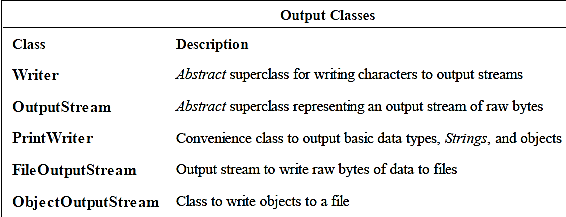 Output Classes
Class Description
Writer Abstract superclass for writing characters to output streams
OutputStream Abstract superclass representing an output stream of raw bytes
PrintWriter Convenience class to output basic data types, Strings, and objects
FileOutputStream Output stream to write raw bytes of data to files
ObjectOutputStream Class to write objects to a file